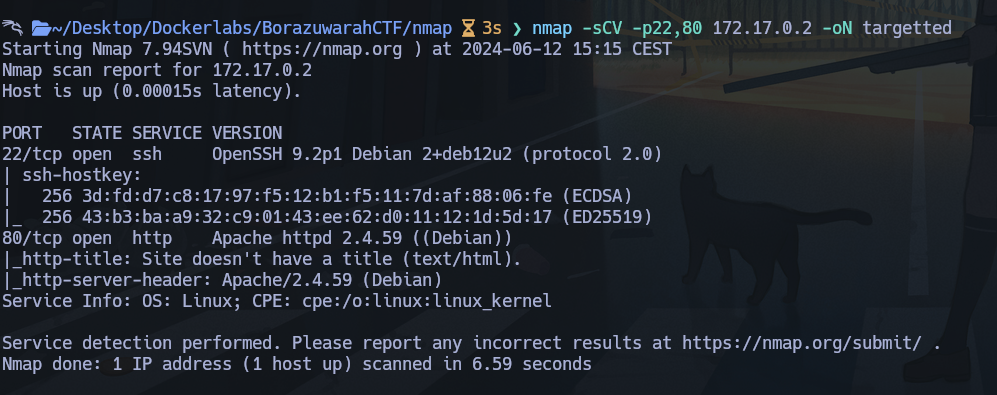 ~/Desktop/Dockerlabs/BorazuwarahCTF/nmap 3s ❯ nmap -sCV -p22,80 172.17.0.2 -oN targetted
Starting Nmap 7.94SVN ( https://nmap.org ) at 2024-06-12 15:15 CEST
Nmap scan report for 172.17.0.2
Host is up (0.00015s latency).
PORT   STATE SERVICE VERSION
22/tcp open  ssh     OpenSSH 9.2p1 Debian 2+deb12u2 (protocol 2.0)
| ssh-hostkey:
|   256 3d:fd:d7:c8:17:97:f5:12:b1:f5:11:7d:af:88:06:fe (ECDSA)
|_  256 43:b3:ba:a9:32:c9:01:43:ee:62:d0:11:12:1d:5d:17 (ED25519)
80/tcp open  http    Apache httpd 2.4.59 ((Debian))
|_http-title: Site doesn't have a title (text/html).
|_http-server-header: Apache/2.4.59 (Debian)
Service Info: OS: Linux; CPE: cpe:/o:linux:linux_kernel
Service detection performed. Please report any incorrect results at https://nmap.org/submit/ .
Nmap done: 1 IP address (1 host up) scanned in 6.59 seconds